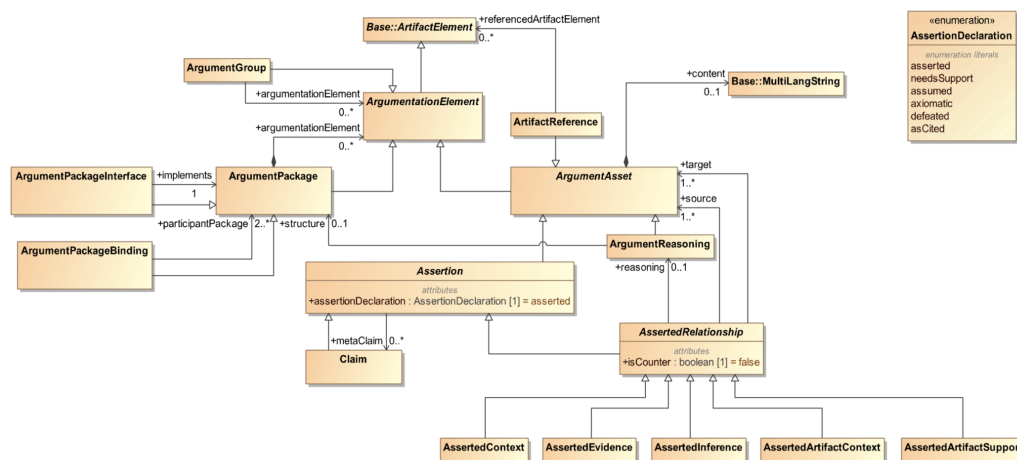 +referencedArtifactElement
Base::ArtifactElement
0..*
«enumeration»
AssertionDeclaration
enumeration literals
asserted
needsSupport
assumed
axiomatic
defeated
asCited
ArgumentGroup
+content
0..1
Base::MultiLangString
+argumentationElement
0..*
ArgumentationElement
ArtifactReference
+argumentationElement
0..*
ArgumentPackageInterface
+implements
1
ArgumentPackage
ArgumentAsset
+target
1..*
+source
1..*
+participantPackage
2..*
+structure
0..1
ArgumentPackageBinding
ArgumentReasoning
+reasoning
0..1
Assertion
attributes
+assertionDeclaration : AssertionDeclaration [1] = asserted
+metaClaim
0..*
Claim
AssertedRelationship
attributes
+isCounter : boolean [1] = false
AssertedContext
AssertedEvidence
AssertedInference
AssertedArtifactContext
AssertedArtifactSupport